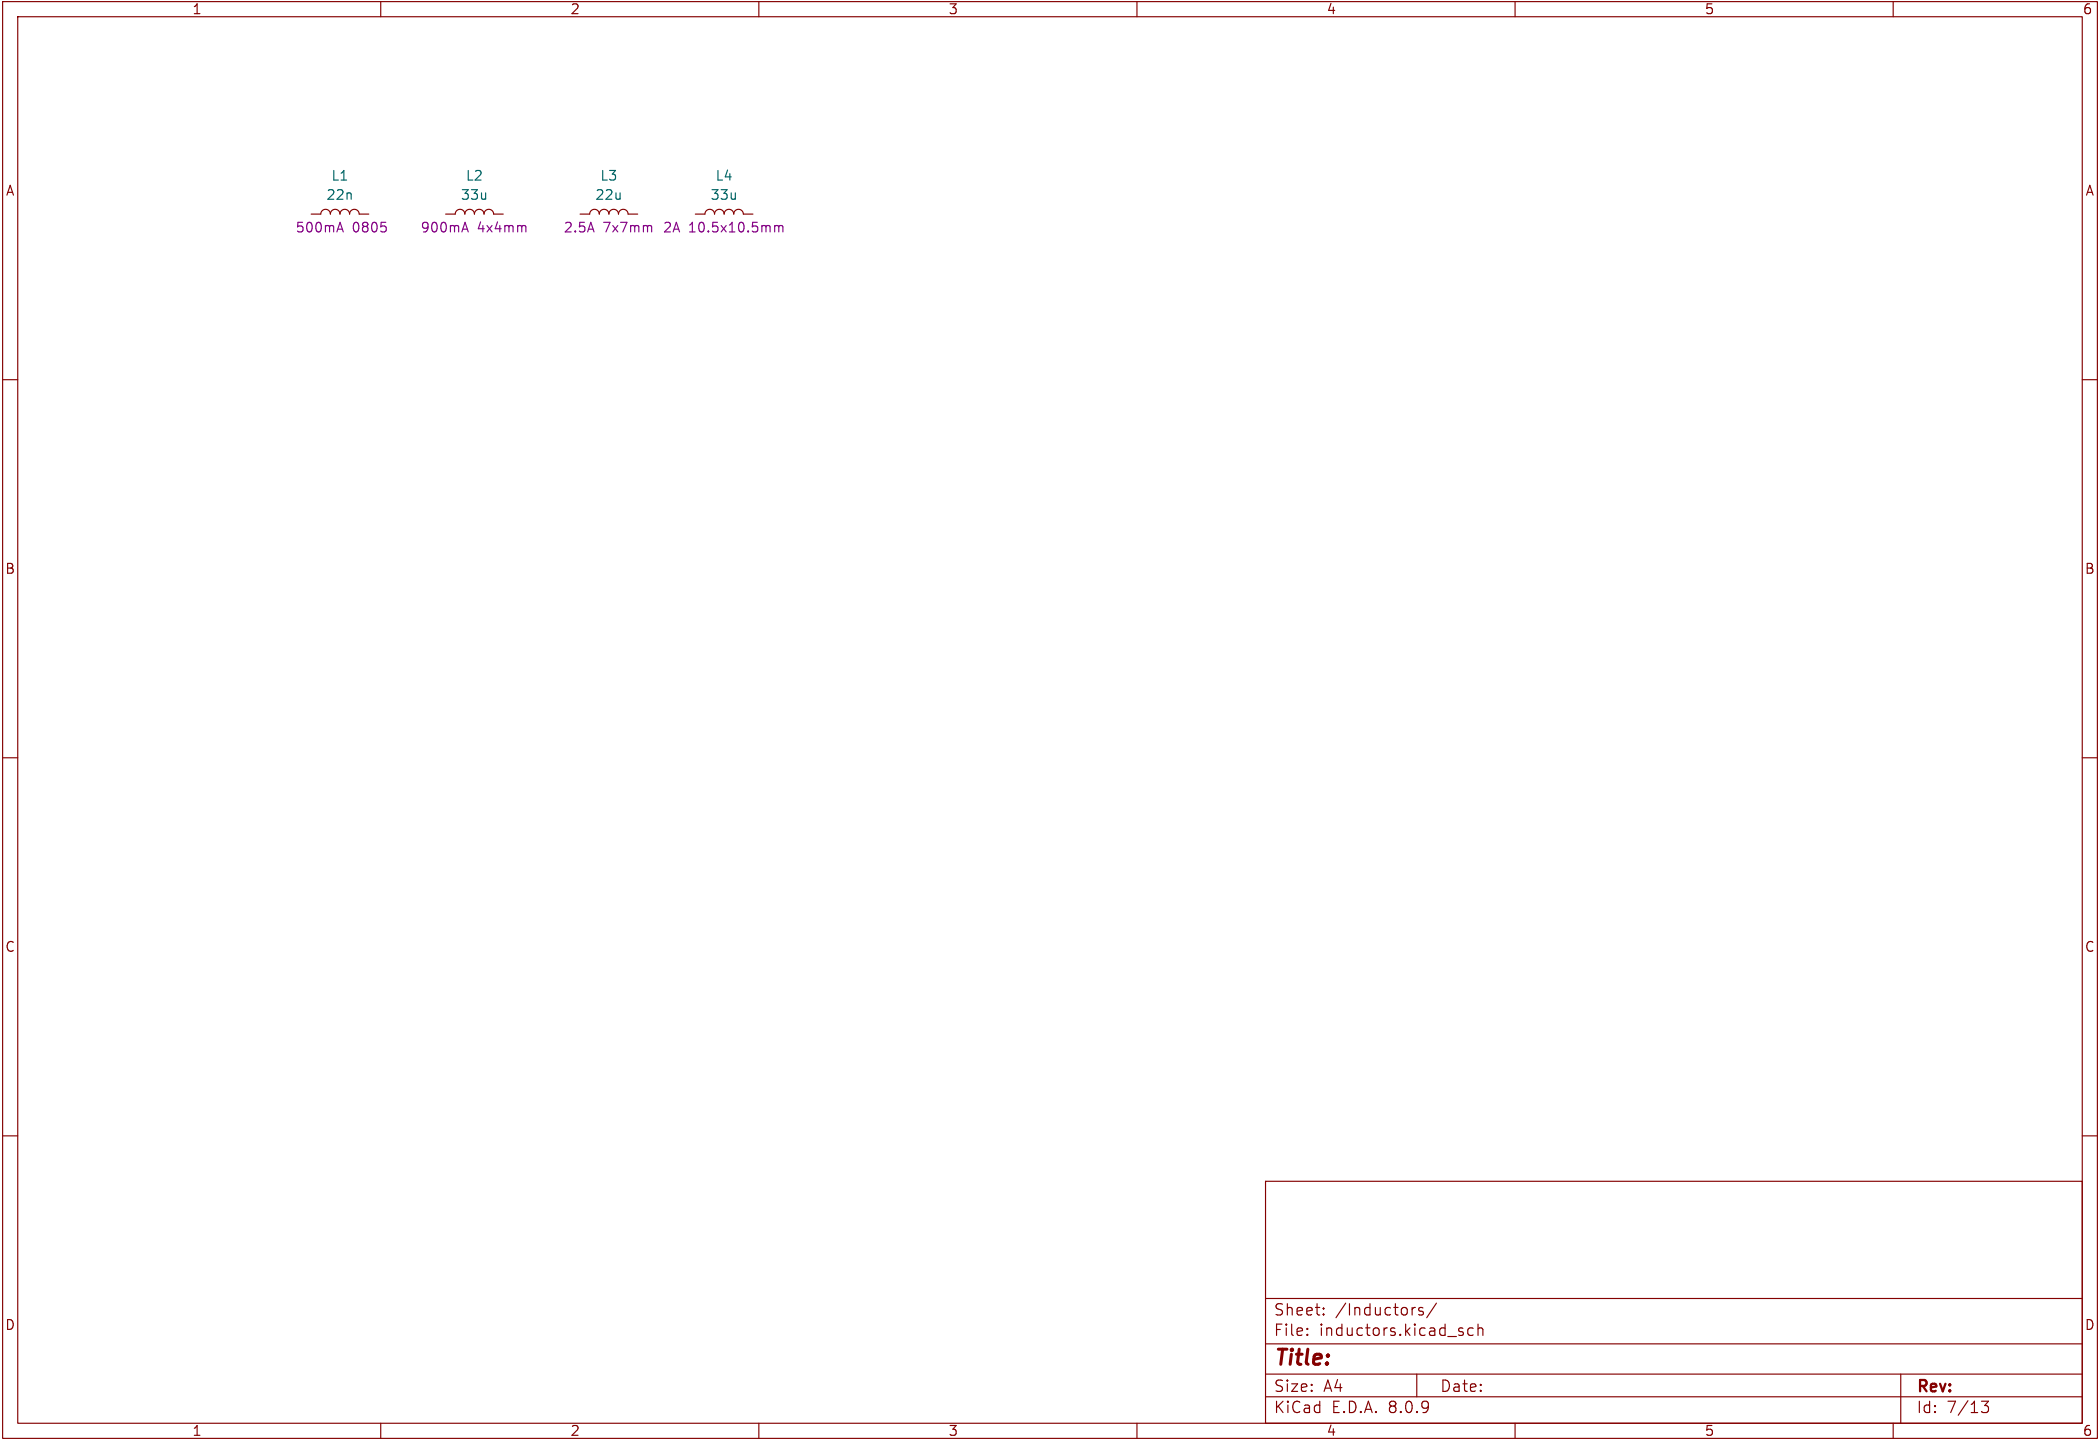 1 2 3 4 5 6
L1 L2 L3 L4
A 22n 33u 22u 33u A
500mA 0805 900mA 4x4mm 2.5A 7x7mm 2A 10.5x10.5mm
B B
C C
Sheet: /Inductors/
D File: inductors.kicad_sch D
Title:
Size: A4 Date: Rev:
KiCad E.D.A. 8.0.9 Id: 7/13
1 2 3 4 5 6